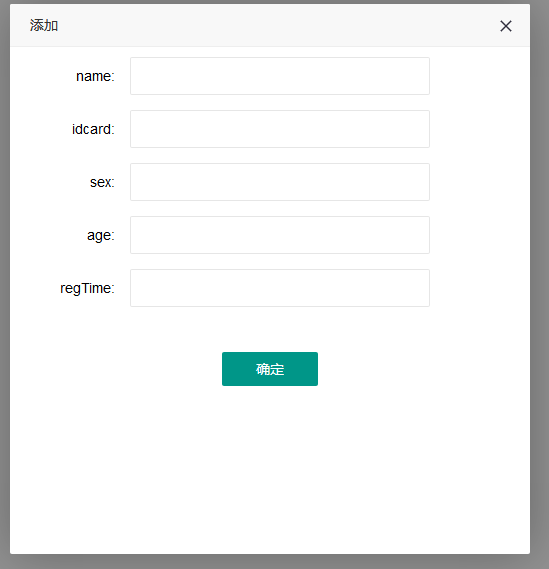 添加
name:
idcard:
sex:
age:
regTime:
确定